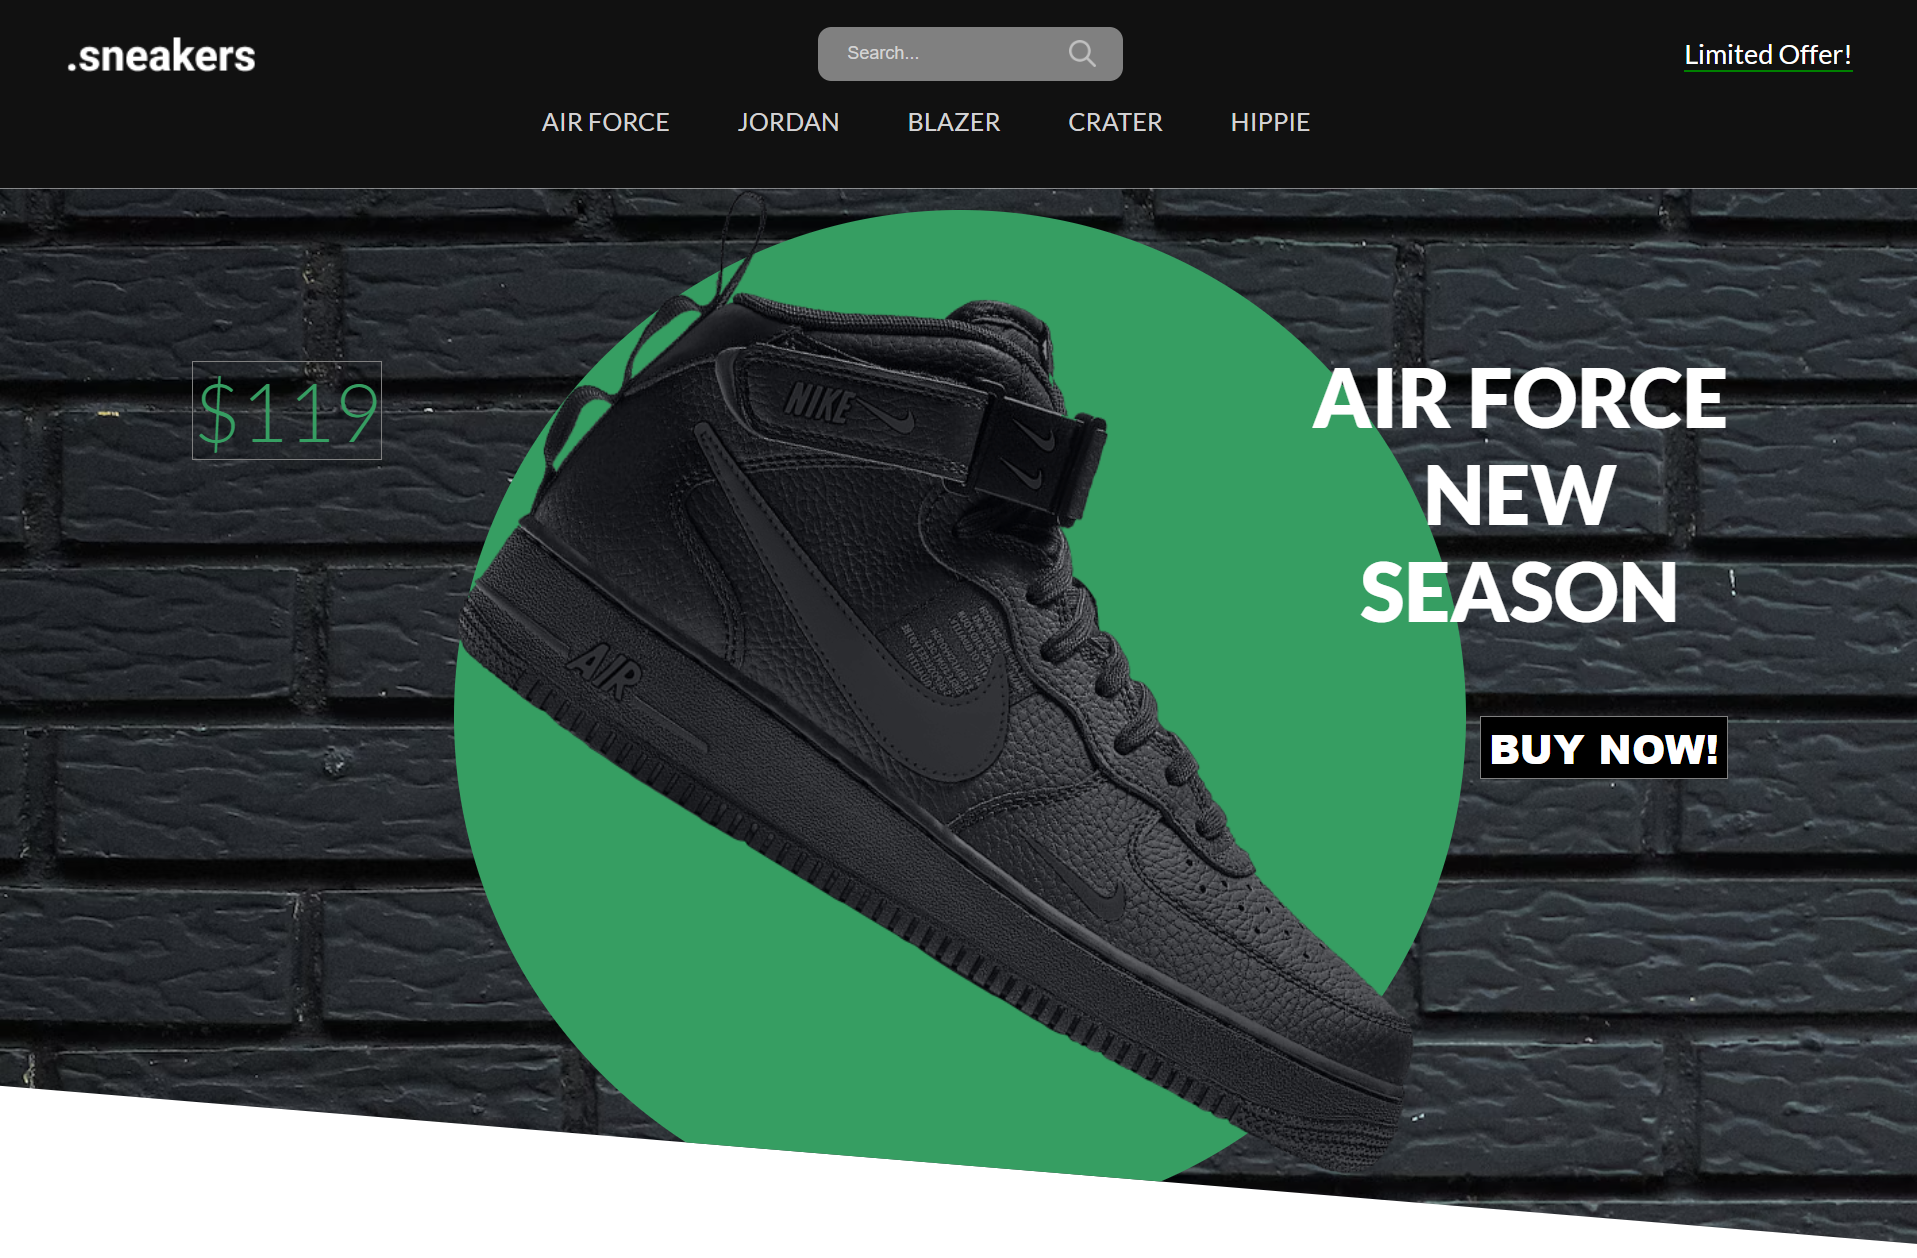 .sneakers
Search...
Limited Offer!
AIR FORCE
JORDAN
BLAZER
CRATER
HIPPIE
$119
AIR FORCE
NEW
SEASON
BUY NOW!
NIKE
AIR